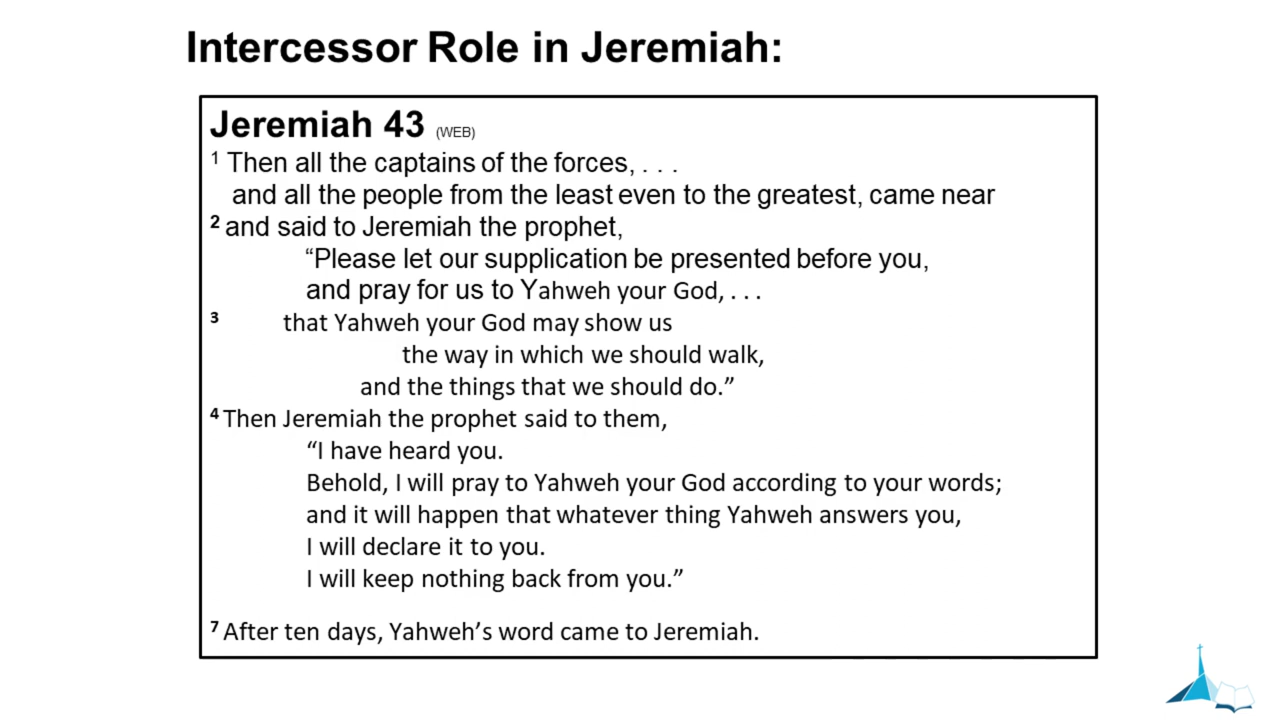 Intercessor Role in Jeremiah:
Jeremiah 43 (WEB)
1 Then all the captains of the forces, . . .
and all the people from the least even to the greatest, came near
2 and said to Jeremiah the prophet,
“Please let our supplication be presented before you,
and pray for us to Yahweh your God, . . .
3 that Yahweh your God may show us
the way in which we should walk,
and the things that we should do.”
4 Then Jeremiah the prophet said to them,
“I have heard you.
Behold, I will pray to Yahweh your God according to your words;
and it will happen that whatever thing Yahweh answers you,
I will declare it to you.
I will keep nothing back from you.”
7 After ten days, Yahweh’s word came to Jeremiah.